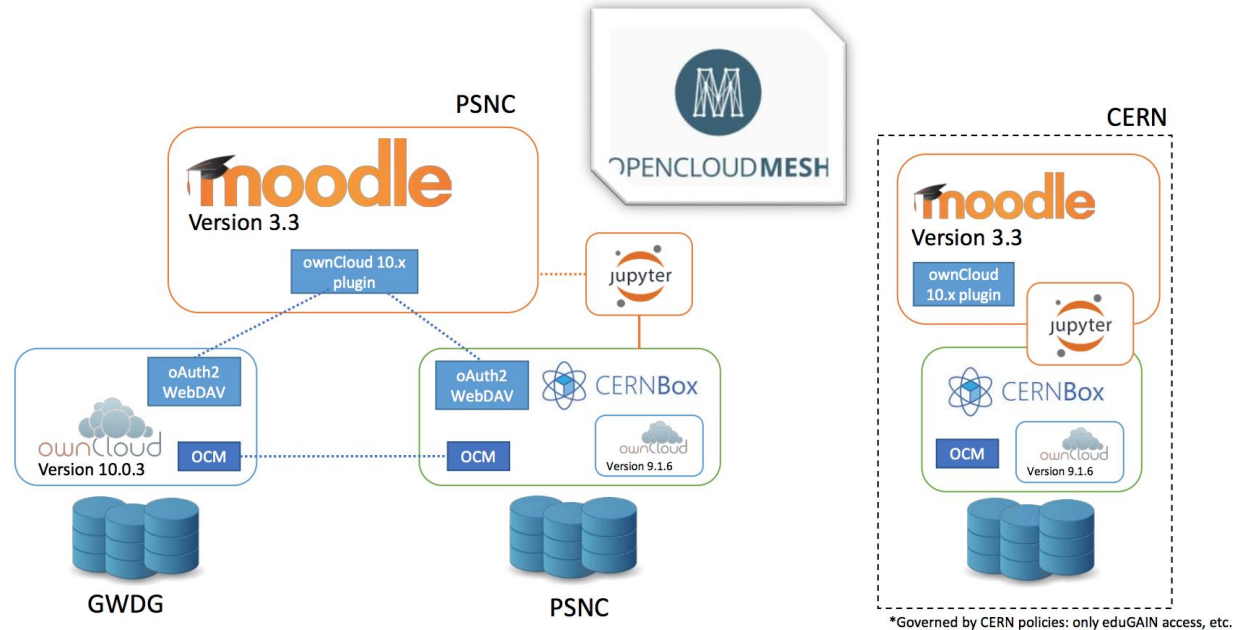 PSNC
moodle
Version 3.3
ownCloud 10.x
plugin
OPENCLOUDMESH
jupyter
CERN
moodle
Version 3.3
ownCloud
10.x plugin
jupyter
oAuth2
WebDAV
ownCloud
Version 10.0.3
OCM
oAuth2
WebDAV
CERNBox
OCM
ownCloud
Version 9.1.6
CERNBox
OCM
ownCloud
Version 9.1.6
GWDG
PSNC
*Governed by CERN policies: only eduGAIN access, etc.